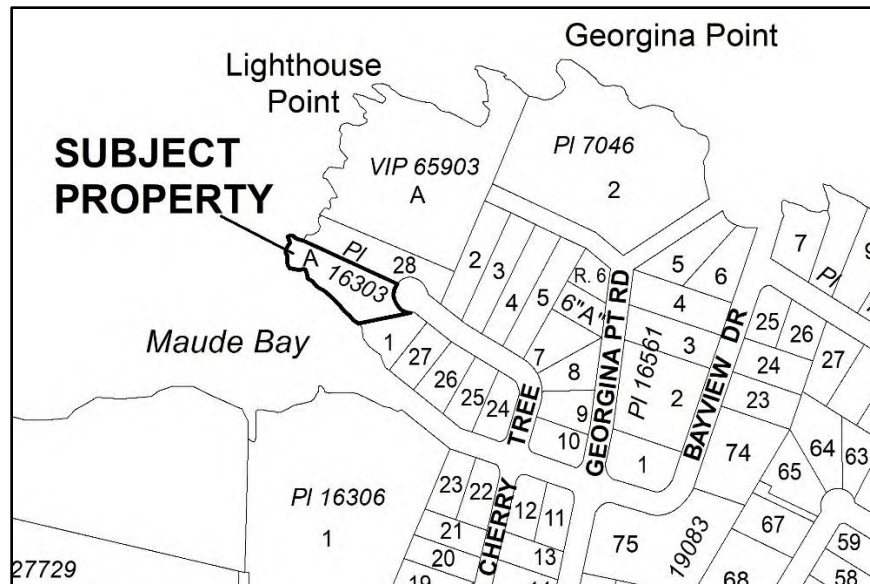 Georgina Point
Lighthouse
Point
SUBJECT
PROPERTY
VIP 65903
A
Pl 7046
2
Pl
28
A
16303
2
3
4
5
R. 6
6"A"
7
8
9
10
5
6
4
3
2
1
Pl 16561
GEORGINA PT RD
BAYVIEW DR
7
Pl
25
26
24
27
23
74
64
63
65
67
59
58
68
75
19083
Maude Bay
1
27
26
25
24
TREE
CHERRY
Pl 16306
1
23
22
21
20
19
12
11
13
27729